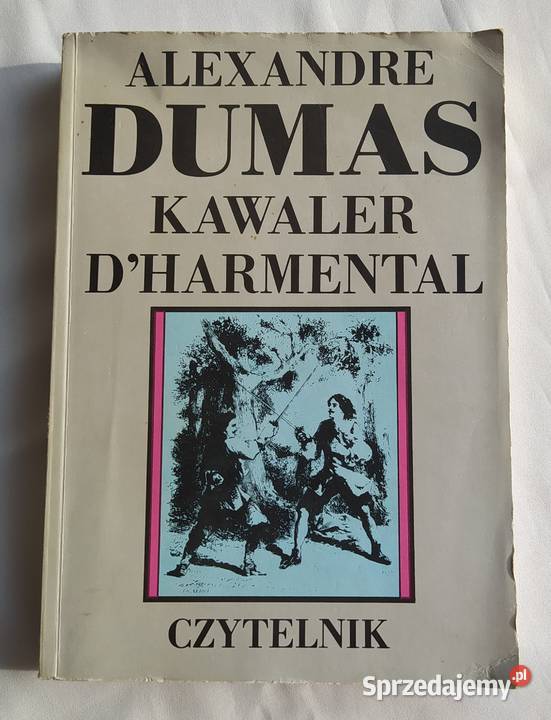 ALEXANDRE
DUMAS
KAWALER
D'HARMENTAL
CZYTELNIK
Sprzedajemy.pl